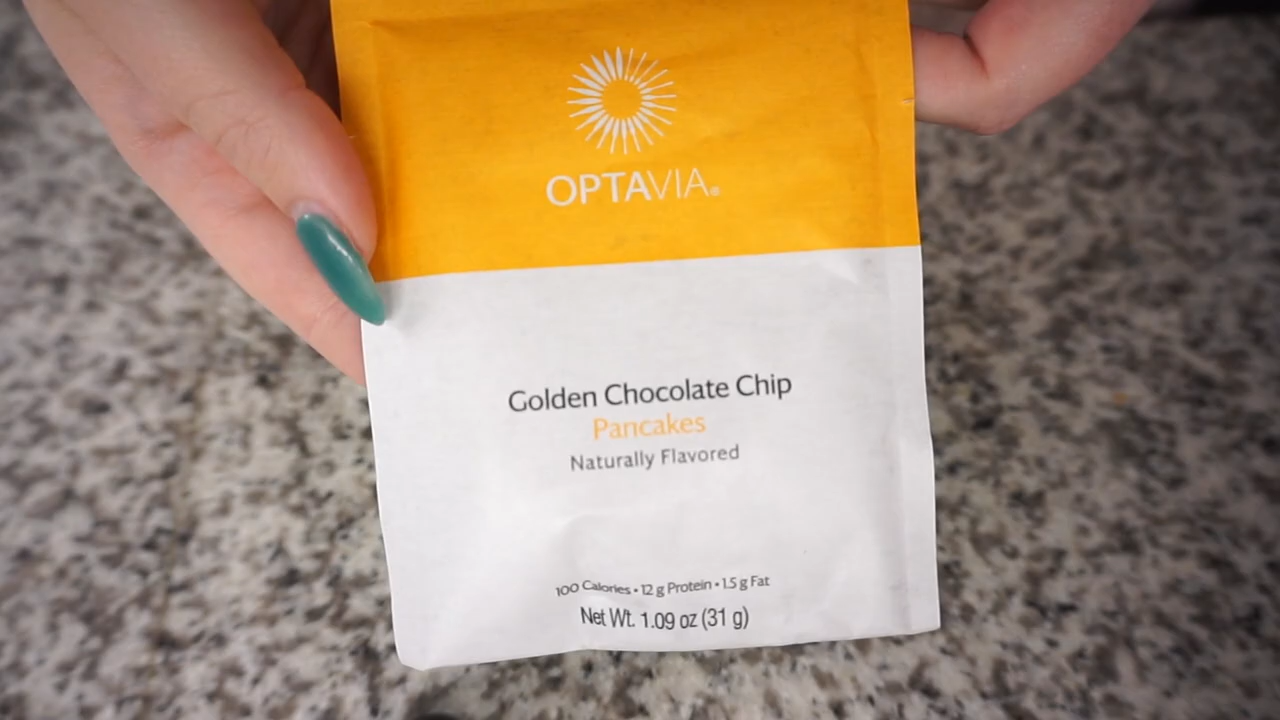 OPTAVIA®
Golden Chocolate Chip
Pancakes
Naturally Flavored
100 Calories • 12 g Protein • 1.5 g Fat
Net Wt. 1.09 oz (31 g)